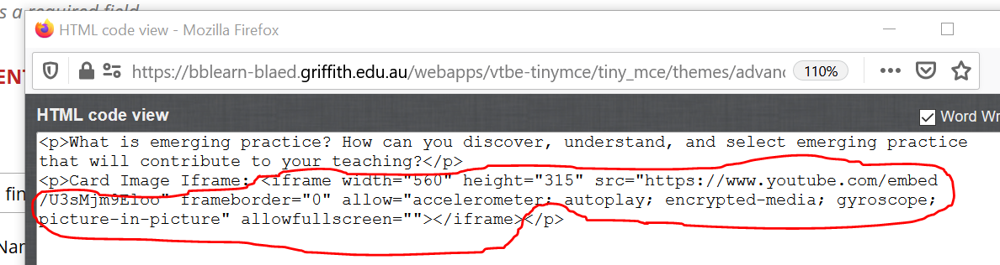 s a required field
HTML code view - Mozilla Firefox
https://bblearn-blaed.griffith.edu.au/webapps/vtbe-tinymce/tiny_mce/themes/advanc 110%
ENT
HTML code view
Word Wr
<p>What is emerging practice? How can you discover, understand, and select emerging practice
that will contribute to your teaching?</p>
<p>Card Image Iframe: <iframe width="560" height="315" src="https://www.youtube.com/embed
/U3sMjm9Eloo" frameborder="0" allow="accelerometer; autoplay; encrypted-media; gyroscope;
picture-in-picture" allowfullscreen=""></iframe></p>
fin
Nar